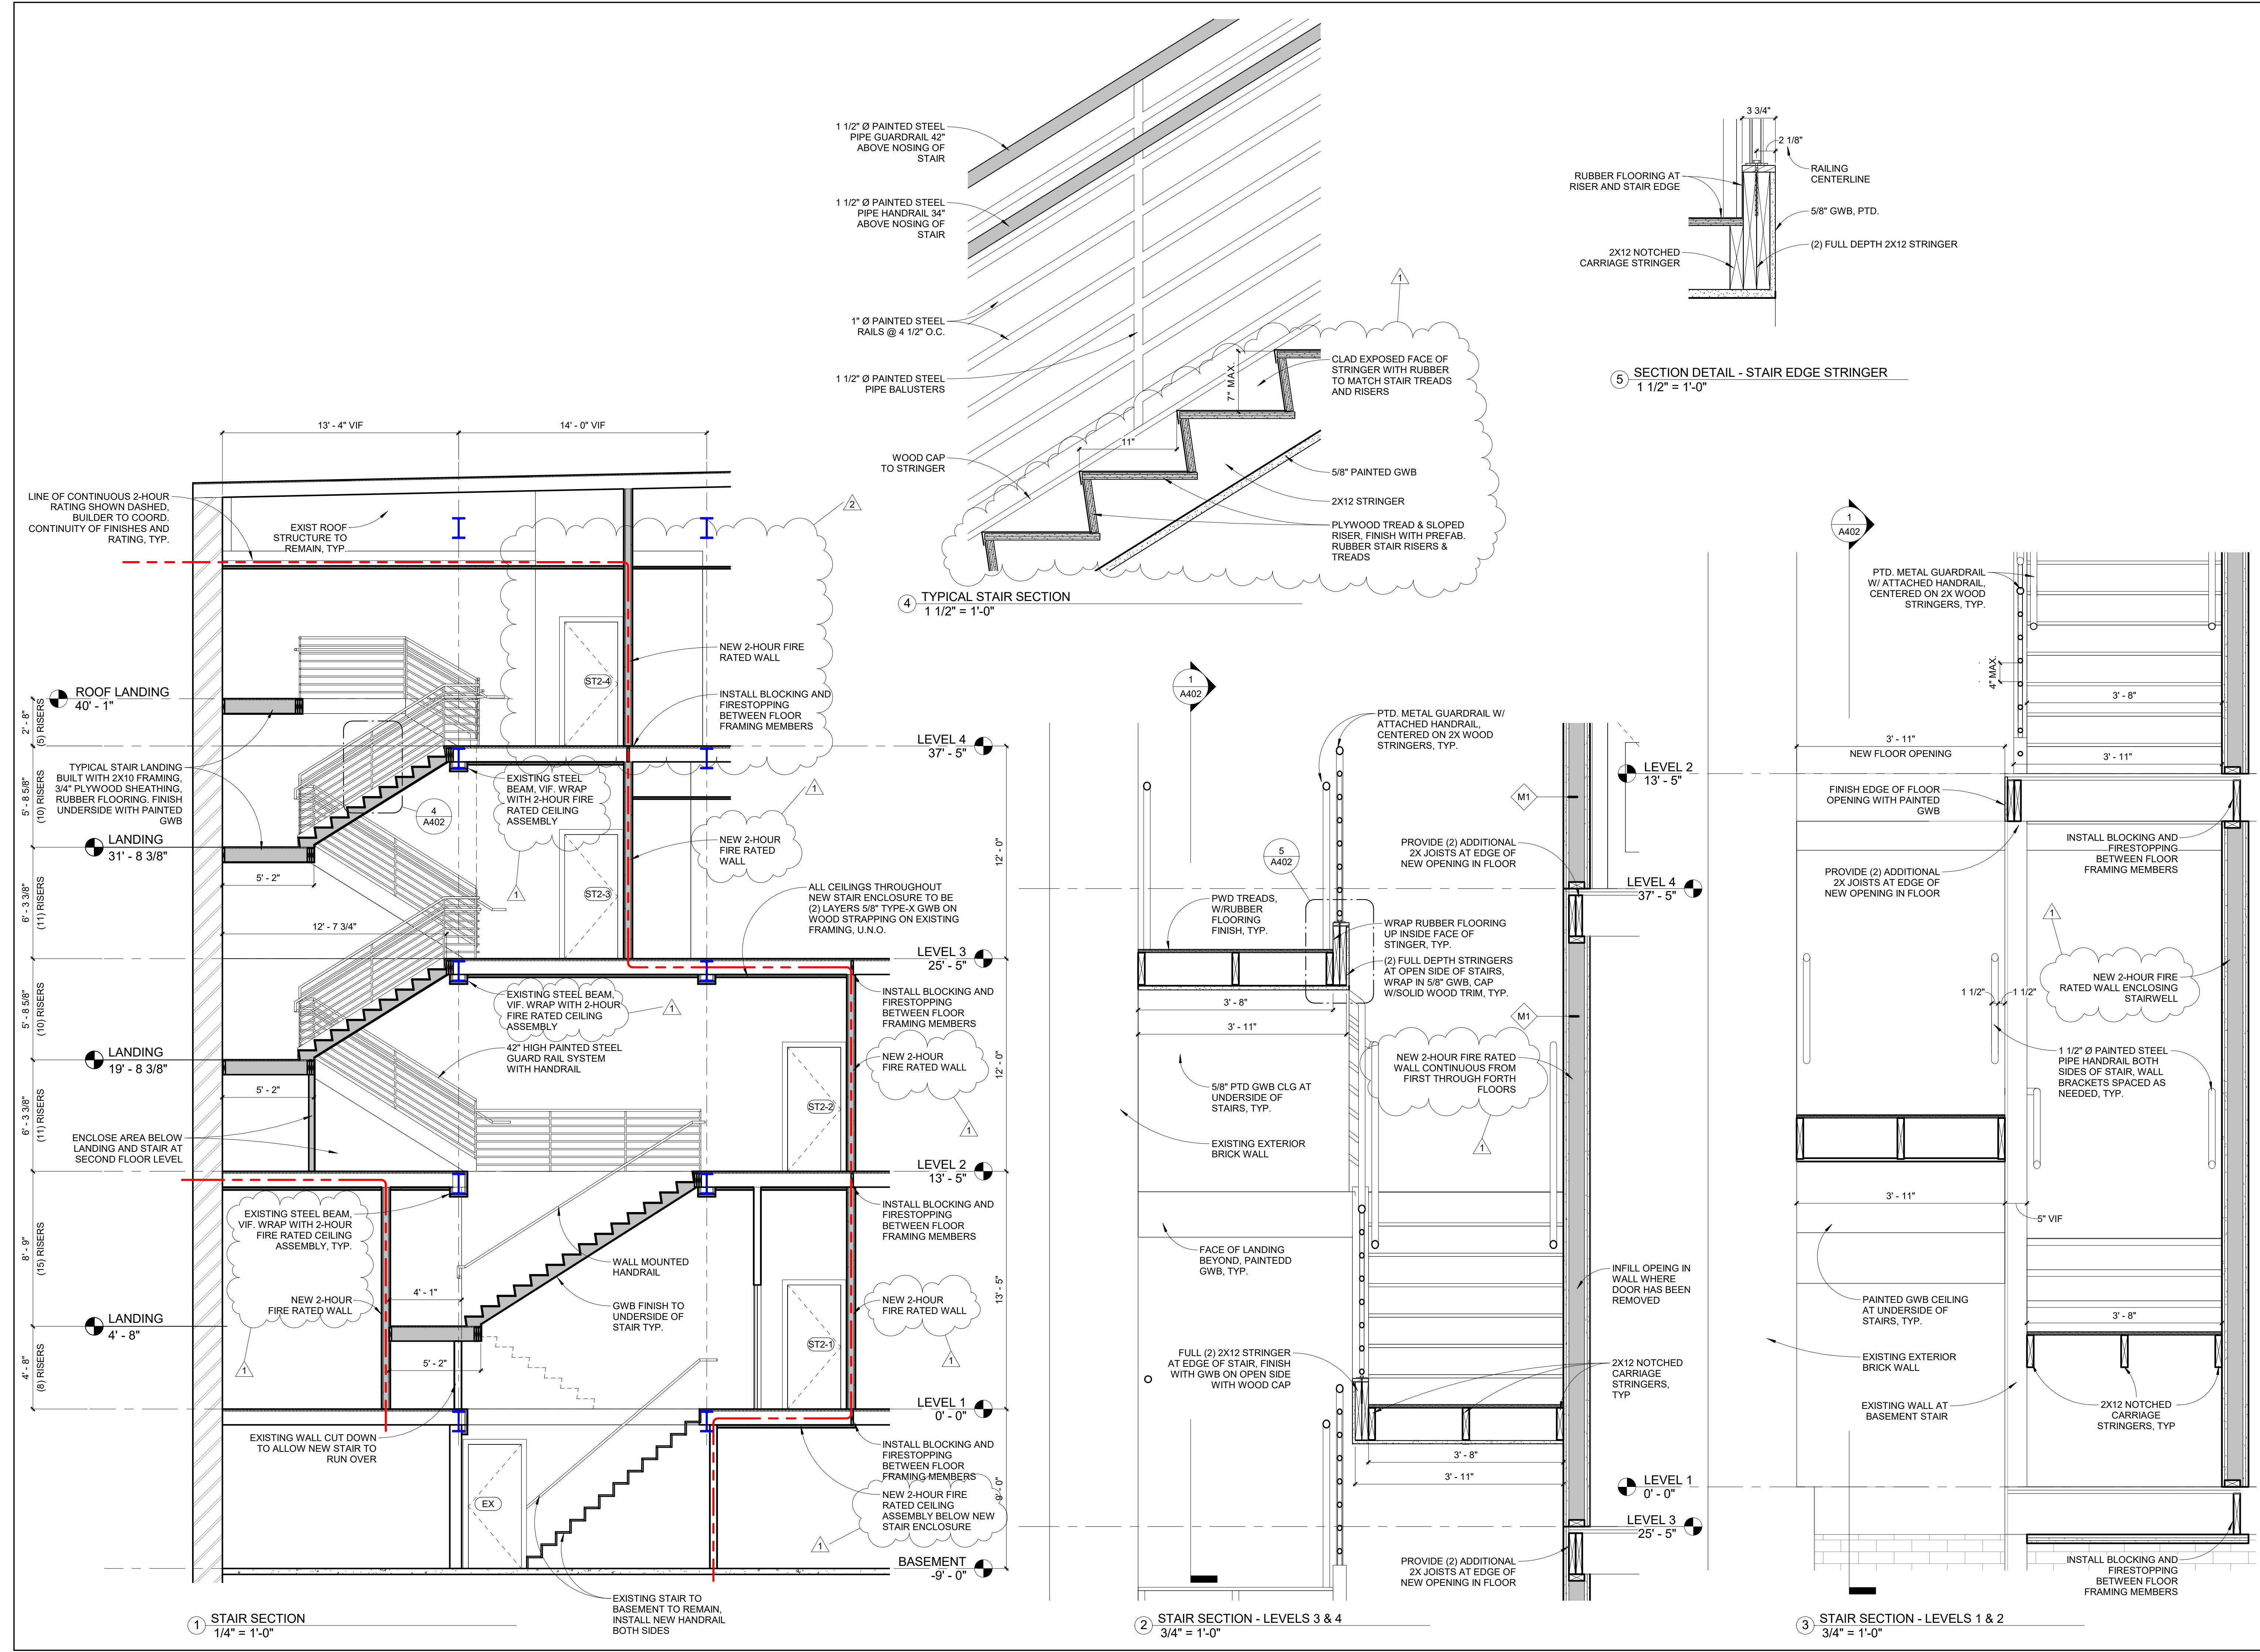 1 1/2" Ø PAINTED STEEL
PIPE GUARDRAIL 42"
ABOVE NOSING OF
STAIR
1 1/2" Ø PAINTED STEEL
PIPE HANDRAIL 34"
ABOVE NOSING OF
STAIR
1" Ø PAINTED STEEL
RAILS @ 4 1/2" O.C.
1 1/2" Ø PAINTED STEEL
PIPE BALUSTERS
WOOD CAP
TO STRINGER
1
7" MAX.
11"
CLAD EXPOSED FACE OF
STRINGER WITH RUBBER
TO MATCH STAIR TREADS
AND RISERS
5/8" PAINTED GWB
2X12 STRINGER
PLYWOOD TREAD & SLOPED
RISER, FINISH WITH PREFAB.
RUBBER STAIR RISERS &
TREADS
4 TYPICAL STAIR SECTION
1 1/2" = 1'-0"
3 3/4"
2 1/8"
RUBBER FLOORING AT
RISER AND STAIR EDGE
2X12 NOTCHED
CARRIAGE STRINGER
RAILING
CENTERLINE
5/8" GWB, PTD.
(2) FULL DEPTH 2X12 STRINGER
5 SECTION DETAIL - STAIR EDGE STRINGER
1 1/2" = 1'-0"
13' - 4" VIF
14' - 0" VIF
LINE OF CONTINUOUS 2-HOUR
RATING SHOWN DASHED,
BUILDER TO COORD.
CONTINUITY OF FINISHES AND
RATING, TYP.
EXIST ROOF
STRUCTURE TO
REMAIN, TYP.
2
ST2-4
NEW 2-HOUR FIRE
RATED WALL
INSTALL BLOCKING AND
FIRESTOPPING
BETWEEN FLOOR
FRAMING MEMBERS
ROOF LANDING
40' - 1"
2' - 8"
(5) RISERS
LEVEL 4
37' - 5"
TYPICAL STAIR LANDING
BUILT WITH 2X10 FRAMING,
3/4" PLYWOOD SHEATHING,
RUBBER FLOORING. FINISH
UNDERSIDE WITH PAINTED
GWB
5' - 8 5/8"
(10) RISERS
4
A402
EXISTING STEEL
BEAM, VIF. WRAP
WITH 2-HOUR FIRE
RATED CEILING
ASSEMBLY
1
1
NEW 2-HOUR
FIRE RATED
WALL
12' - 0"
LANDING
31' - 8 3/8"
5' - 2"
ST2-3
6' - 3 3/8"
(11) RISERS
12' - 7 3/4"
ALL CEILINGS THROUGHOUT
NEW STAIR ENCLOSURE TO BE
(2) LAYERS 5/8" TYPE-X GWB ON
WOOD STRAPPING ON EXISTING
FRAMING, U.N.O.
LEVEL 3
25' - 5"
5' - 8 5/8"
(10) RISERS
EXISTING STEEL BEAM,
VIF. WRAP WITH 2-HOUR
FIRE RATED CEILING
ASSEMBLY
1
42" HIGH PAINTED STEEL
GUARD RAIL SYSTEM
WITH HANDRAIL
INSTALL BLOCKING AND
FIRESTOPPING
BETWEEN FLOOR
FRAMING MEMBERS
NEW 2-HOUR
FIRE RATED WALL
1
12' - 0"
LANDING
19' - 8 3/8"
5' - 2"
ST2-2
6' - 3 3/8"
(11) RISERS
ENCLOSE AREA BELOW
LANDING AND STAIR AT
SECOND FLOOR LEVEL
LEVEL 2
13' - 5"
INSTALL BLOCKING AND
FIRESTOPPING
BETWEEN FLOOR
FRAMING MEMBERS
EXISTING STEEL BEAM,
VIF. WRAP WITH 2-HOUR
FIRE RATED CEILING
ASSEMBLY, TYP.
8' - 9"
(15) RISERS
WALL MOUNTED
HANDRAIL
GWB FINISH TO
UNDERSIDE OF
STAIR TYP.
4' - 1"
NEW 2-HOUR
FIRE RATED WALL
1
NEW 2-HOUR
FIRE RATED WALL
1
13' - 5"
LANDING
4' - 8"
5' - 2"
ST2-1
4' - 8"
(8) RISERS
LEVEL 1
0' - 0"
EXISTING WALL CUT DOWN
TO ALLOW NEW STAIR TO
RUN OVER
INSTALL BLOCKING AND
FIRESTOPPING
BETWEEN FLOOR
FRAMING MEMBERS
9' - 0"
EX
NEW 2-HOUR FIRE
RATED CEILING
ASSEMBLY BELOW NEW
STAIR ENCLOSURE
1
BASEMENT
-9' - 0"
EXISTING STAIR TO
BASEMENT TO REMAIN,
INSTALL NEW HANDRAIL
BOTH SIDES
1 STAIR SECTION
1/4" = 1'-0"
1
A402
PTD. METAL GUARDRAIL W/
ATTACHED HANDRAIL,
CENTERED ON 2X WOOD
STRINGERS, TYP.
M1
PROVIDE (2) ADDITIONAL
2X JOISTS AT EDGE OF
NEW OPENING IN FLOOR
5
A402
LEVEL 4
37' - 5"
PWD TREADS,
W/RUBBER
FLOORING
FINISH, TYP.
WRAP RUBBER FLOORING
UP INSIDE FACE OF
STINGER, TYP.
(2) FULL DEPTH STRINGERS
AT OPEN SIDE OF STAIRS,
WRAP IN 5/8" GWB, CAP
W/SOLID WOOD TRIM, TYP.
3' - 8"
3' - 11"
M1
NEW 2-HOUR FIRE RATED
WALL CONTINUOUS FROM
FIRST THROUGH FORTH
FLOORS
1
5/8" PTD GWB CLG AT
UNDERSIDE OF
STAIRS, TYP.
EXISTING EXTERIOR
BRICK WALL
FACE OF LANDING
BEYOND, PAINTEDD
GWB, TYP.
INFILL OPEING IN
WALL WHERE
DOOR HAS BEEN
REMOVED
FULL (2) 2X12 STRINGER
AT EDGE OF STAIR, FINISH
WITH GWB ON OPEN SIDE
WITH WOOD CAP
2X12 NOTCHED
CARRIAGE
STRINGERS,
TYP
3' - 8"
3' - 11"
LEVEL 3
25' - 5"
PROVIDE (2) ADDITIONAL
2X JOISTS AT EDGE OF
NEW OPENING IN FLOOR
2 STAIR SECTION - LEVELS 3 & 4
3/4" = 1'-0"
1
A402
PTD. METAL GUARDRAIL
W/ ATTACHED HANDRAIL,
CENTERED ON 2X WOOD
STRINGERS, TYP.
4" MAX.
3' - 8"
3' - 11"
NEW FLOOR OPENING
3' - 11"
LEVEL 2
13' - 5"
FINISH EDGE OF FLOOR
OPENING WITH PAINTED
GWB
INSTALL BLOCKING AND
FIRESTOPPING
BETWEEN FLOOR
FRAMING MEMBERS
PROVIDE (2) ADDITIONAL
2X JOISTS AT EDGE OF
NEW OPENING IN FLOOR
1
NEW 2-HOUR FIRE
RATED WALL ENCLOSING
STAIRWELL
1 1/2"
1 1/2"
1 1/2" Ø PAINTED STEEL
PIPE HANDRAIL BOTH
SIDES OF STAIR, WALL
BRACKETS SPACED AS
NEEDED, TYP.
3' - 11"
5" VIF
PAINTED GWB CEILING
AT UNDERSIDE OF
STAIRS, TYP.
3' - 8"
EXISTING EXTERIOR
BRICK WALL
EXISTING WALL AT
BASEMENT STAIR
2X12 NOTCHED
CARRIAGE
STRINGERS, TYP
LEVEL 1
0' - 0"
INSTALL BLOCKING AND
FIRESTOPPING
BETWEEN FLOOR
FRAMING MEMBERS
3 STAIR SECTION - LEVELS 1 & 2
3/4" = 1'-0"